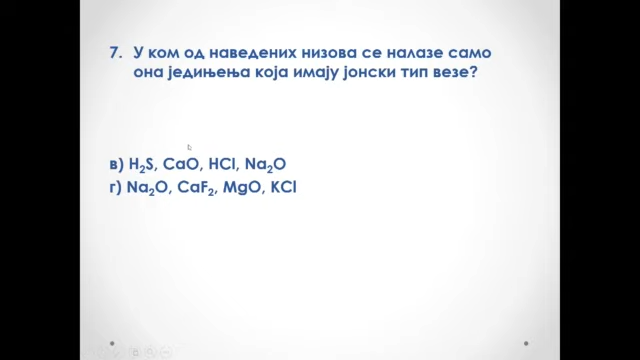 7. У ком од наведених низова се налазе само
она једињења која имају јонски тип везе?
в) H₂S, CaO, HCl, Na₂O
г) Na₂O, CaF₂, MgO, KCl